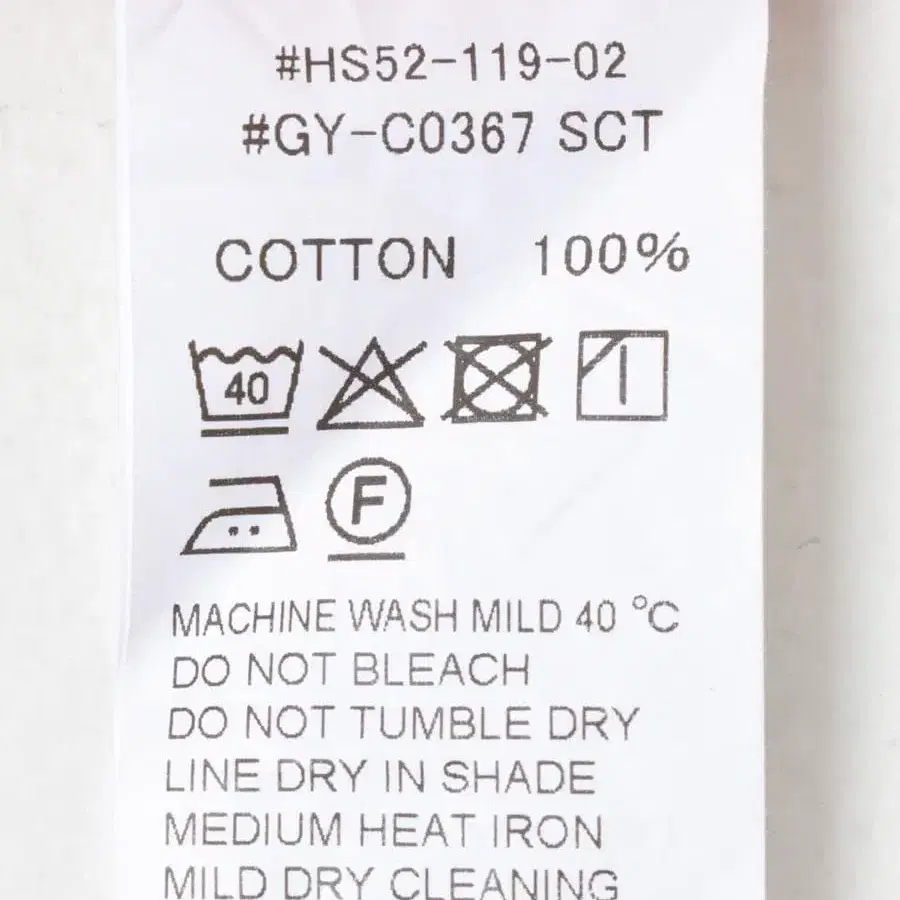 #HS52-119-02
#GY-C0367 SCT
COTTON 100%
40
F
MACHINE WASH MILD 40 °C
DO NOT BLEACH
DO NOT TUMBLE DRY
LINE DRY IN SHADE
MEDIUM HEAT IRON
MILD DRY CLEANING